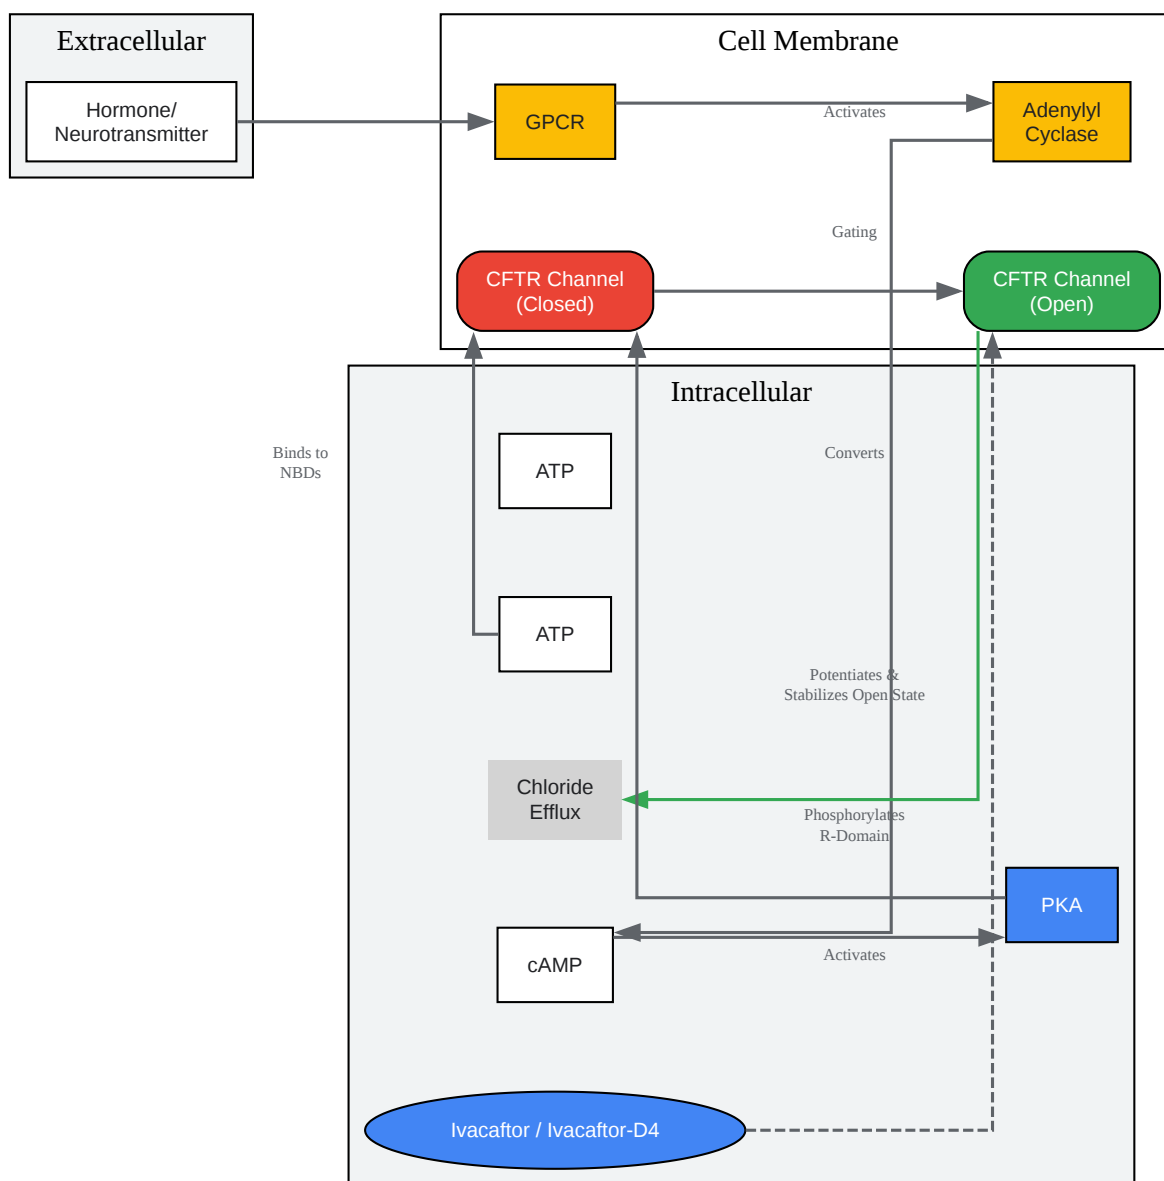 Extracellular
Cell Membrane
Hormone/
Neurotransmitter
GPCR
Activates
Adenylyl
Cyclase
Gating
CFTR Channel
(Closed)
CFTR Channel
(Open)
Intracellular
Binds to
NBDs
ATP
Converts
ATP
Potentiates &
Stabilizes Open State
Chloride
Efflux
Phosphorylates
R-Domain
PKA
cAMP
Activates
Ivacaftor / Ivacaftor-D4